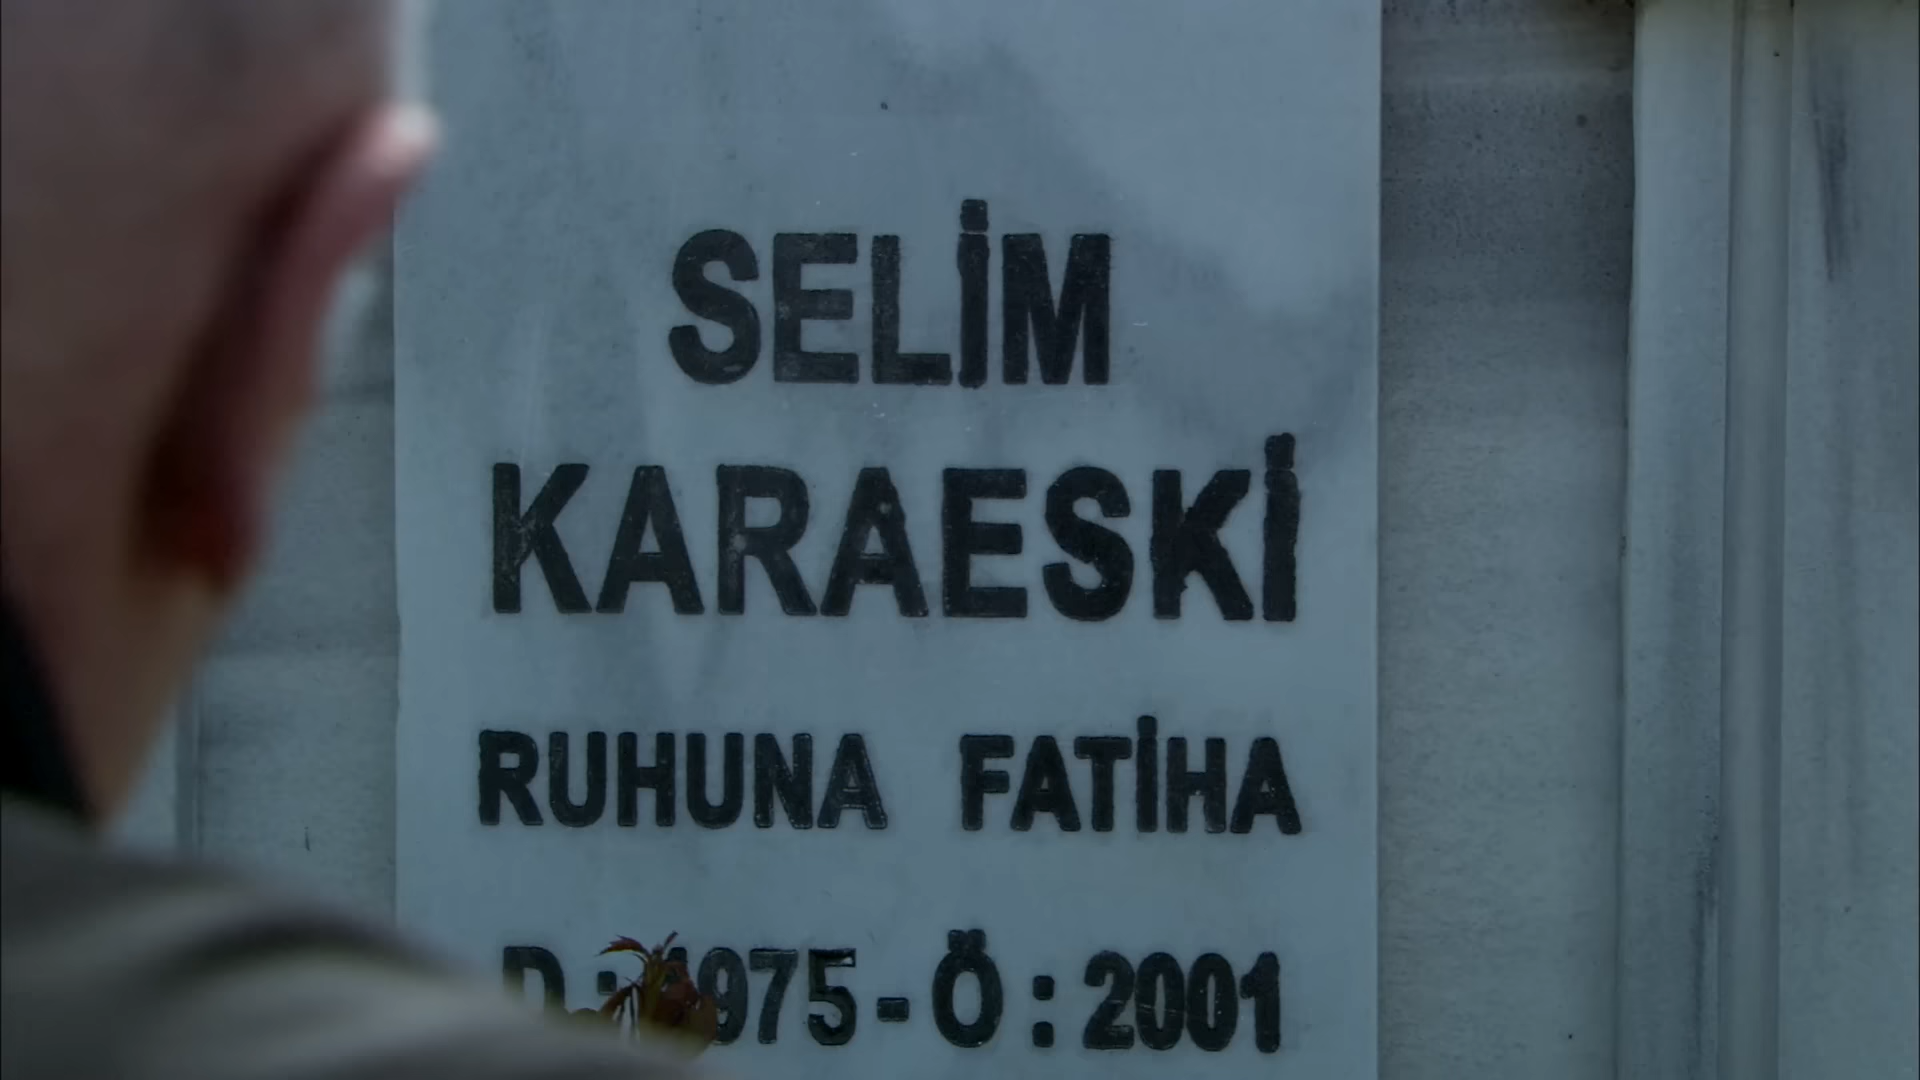 SELİM
KARAESKİ
RUHUNA FATİHA
D : 1975 - Ö : 2001